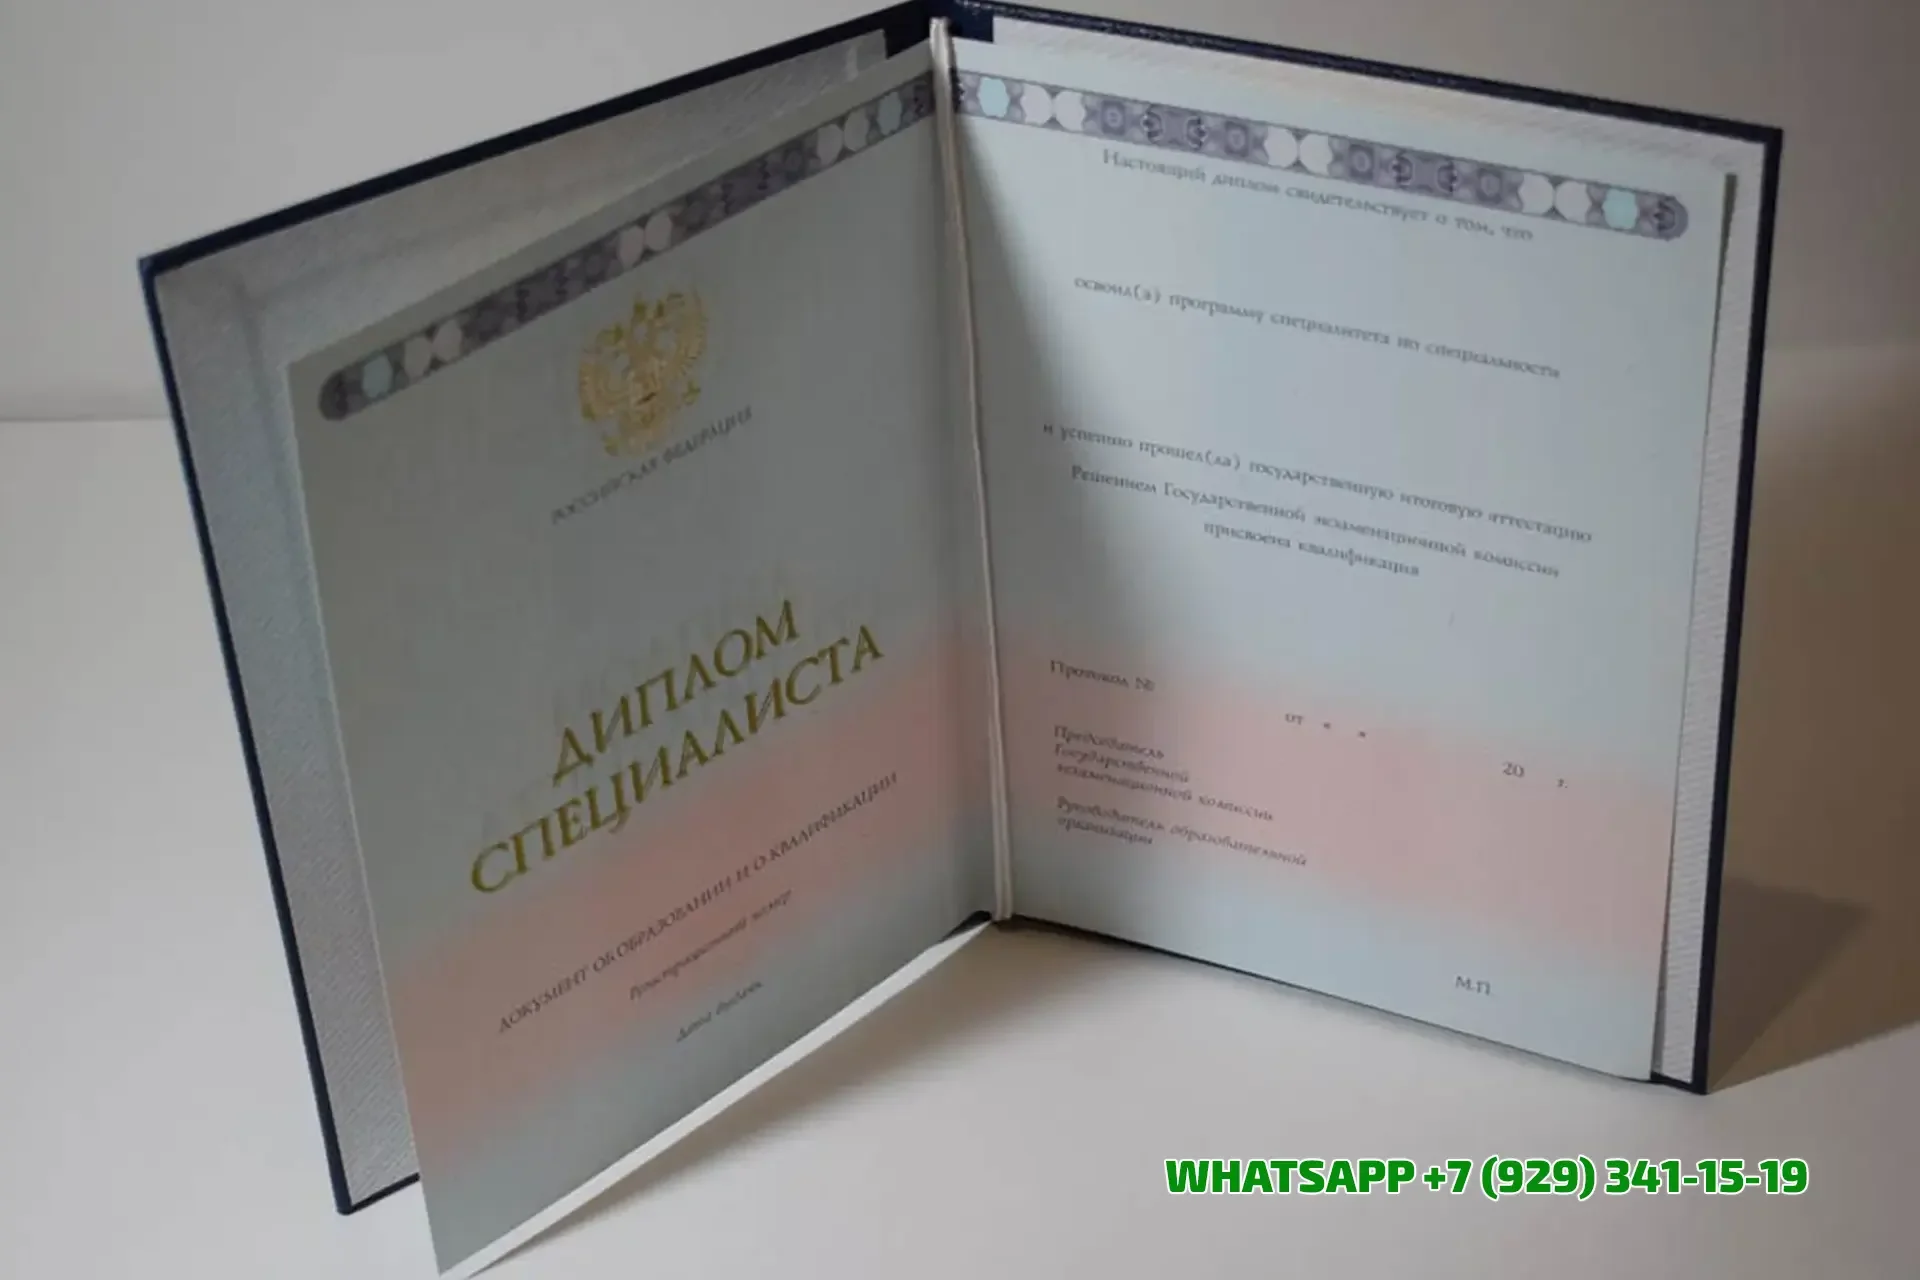 РОССИЙСКАЯ ФЕДЕРАЦИЯ
ДИПЛОМ
СПЕЦИАЛИСТА
ДОКУМЕНТ ОБ ОБРАЗОВАНИИ И О КВАЛИФИКАЦИИ
Регистрационный номер
Дата выдачи
Настоящий диплом свидетельствует о том, что
освоил(а) программу специалитета по специальности
и успешно прошел(ла) государственную итоговую аттестацию
Решением Государственной экзаменационной комиссии
присвоена квалификация
Протокол №
от « »
20 г.
Председатель
Государственной
экзаменационной комиссии
Руководитель образовательной
организации
М.П.
WHATSAPP +7 (929) 341-15-19